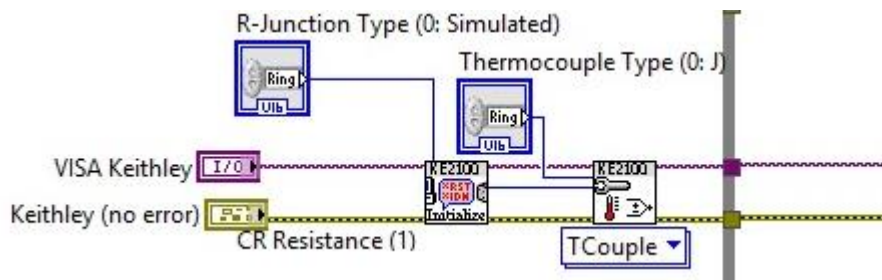 R-Junction Type (0: Simulated)
Ring
U16
Thermocouple Type (0: J)
Ring
U16
VISA Keithley
I/O
KE2100
*RST
*IDN
Initialize
KE2100
Keithley (no error)
CR Resistance (1)
TCouple